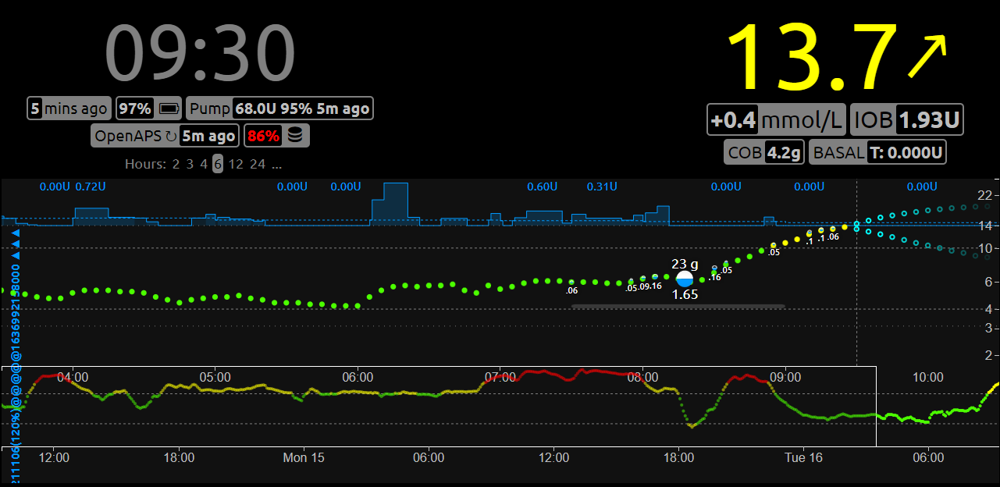 09:30
13.7↗
5 mins ago 97% Pump 68.0U 95% 5m ago
OpenAPS ↻ 5m ago 86%
+0.4 mmol/L IOB 1.93U
COB 4.2g BASAL T: 0.000U
Hours: 2 3 4 6 12 24 ...
0.00U 0.72U 0.00U 0.00U 0.60U 0.31U 0.00U 0.00U 0.00U
22
14
10
6
4
3
2
23 g
1.65
.06
.05
.09
.16
.16
.05
.05
.1
.1
.06
04:00 05:00 06:00 07:00 08:00 09:00 10:00
12:00 18:00 Mon 15 06:00 12:00 18:00 Tue 16 06:00